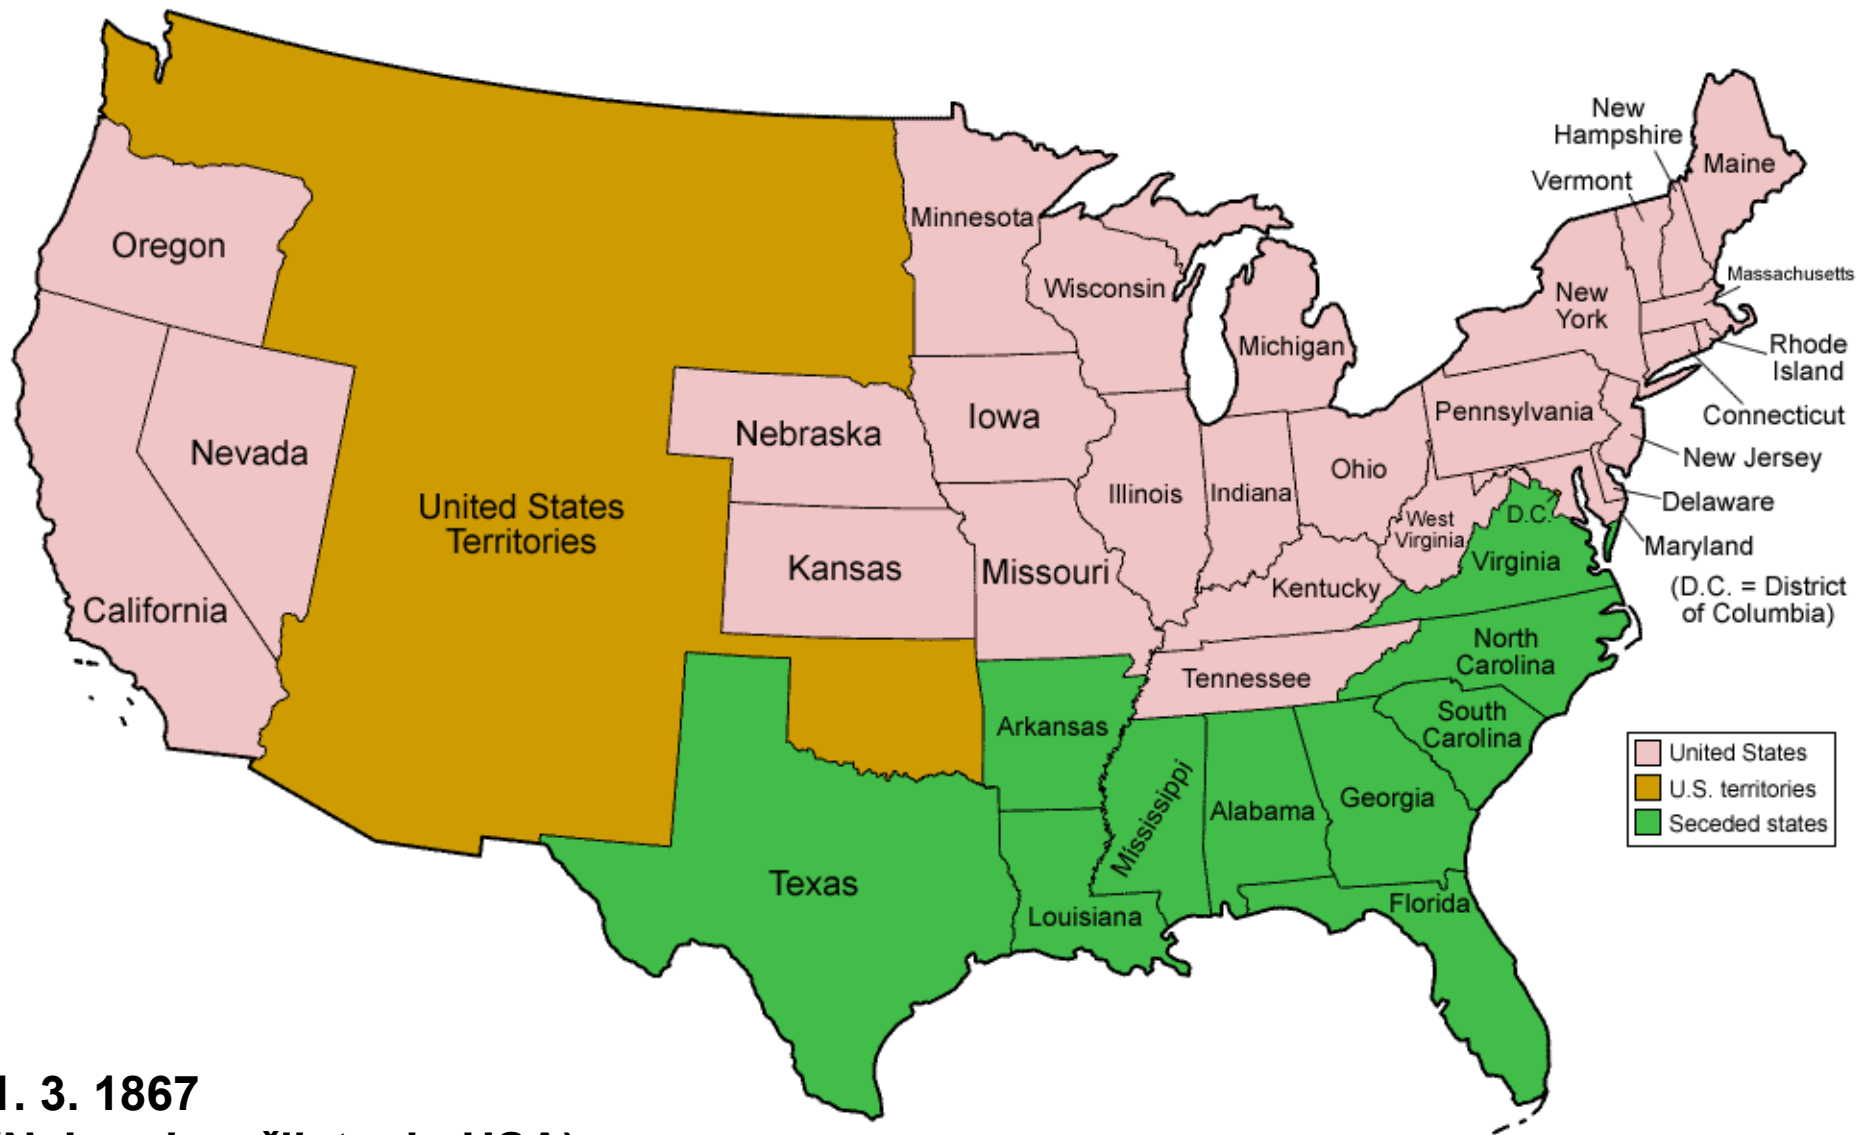 New
Hampshire
Maine
Vermont
Minnesota
Oregon
Massachusetts
Wisconsin
New
York
Michigan
Rhode
Island
Pennsylvania
Connecticut
Iowa
Nebraska
Nevada
New Jersey
Ohio
Illinois
Indiana
Delaware
United States
Territories
D.C.
West
Virginia
Maryland
Virginia
Kansas
Missouri
Kentucky
(D.C. = District
of Columbia)
California
North
Carolina
Tennessee
South
Carolina
Arkansas
United States
U.S. territories
Seceded states
Mississippi
Alabama
Georgia
Texas
Florida
Louisiana
1. 3. 1867
USA)